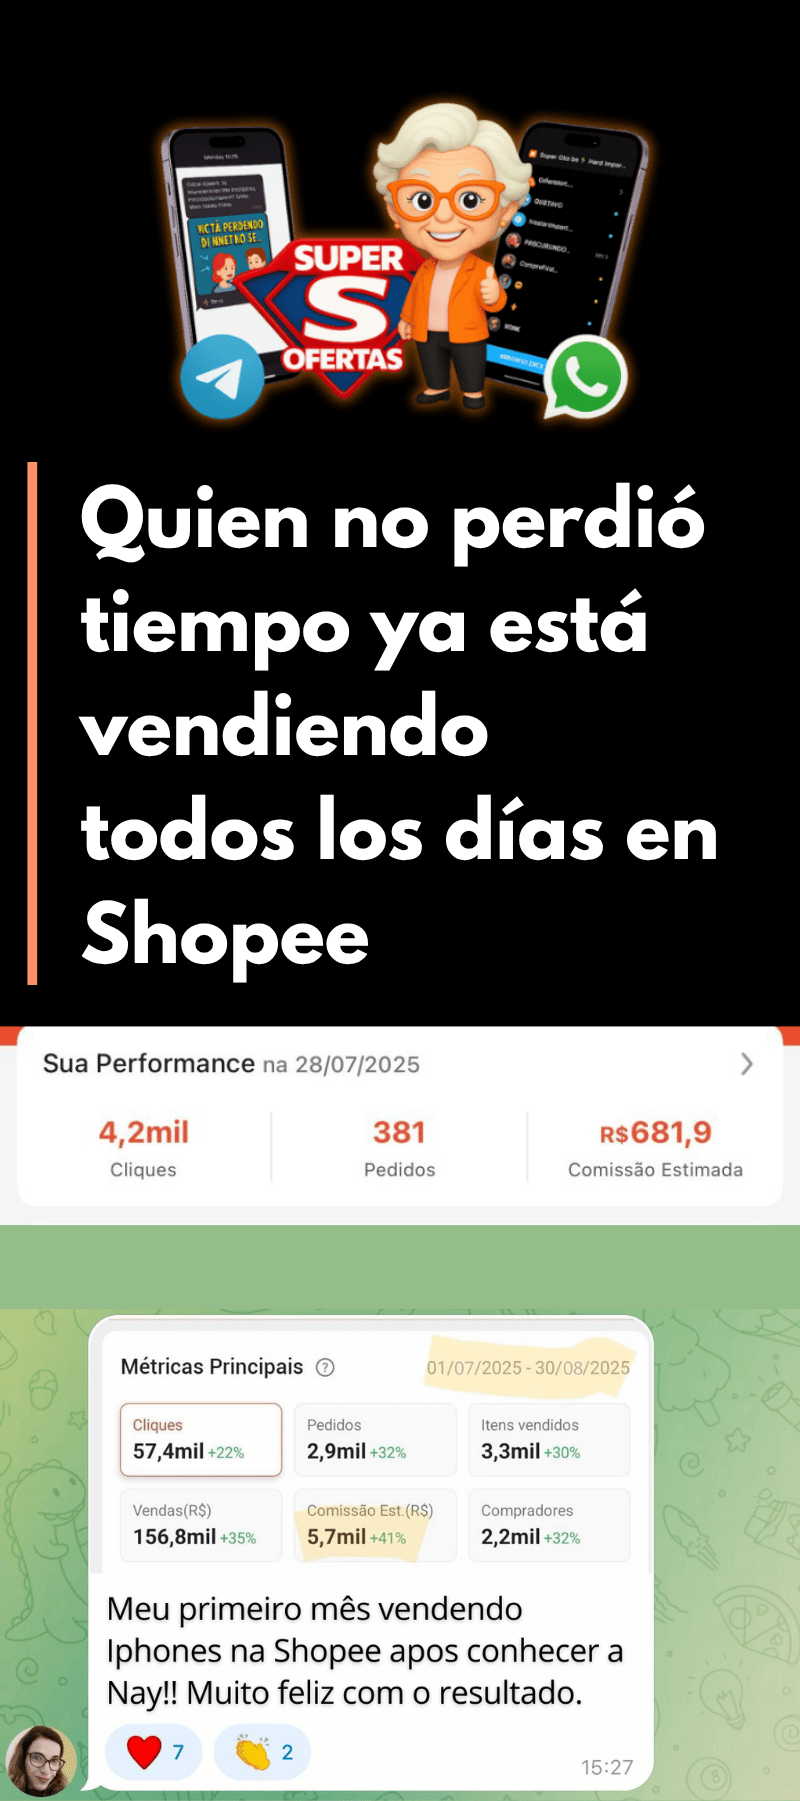 SUPER
S
OFERTAS
Quien no perdió
tiempo ya está
vendiendo
todos los días en
Shopee
Sua Performance na 28/07/2025
4,2mil
381
R$681,9
Cliques
Pedidos
Comissão Estimada
Métricas Principais
01/07/2025 - 30/08/2025
Cliques
Pedidos
Itens vendidos
57,4mil +22%
2,9mil +32%
3,3mil +30%
Vendas(R$)
Comissão Est.(R$)
Compradores
156,8mil +35%
5,7mil +41%
2,2mil +32%
Meu primeiro mês vendendo
Iphones na Shopee apos conhecer a
Nay!! Muito feliz com o resultado.
7
2
15:27